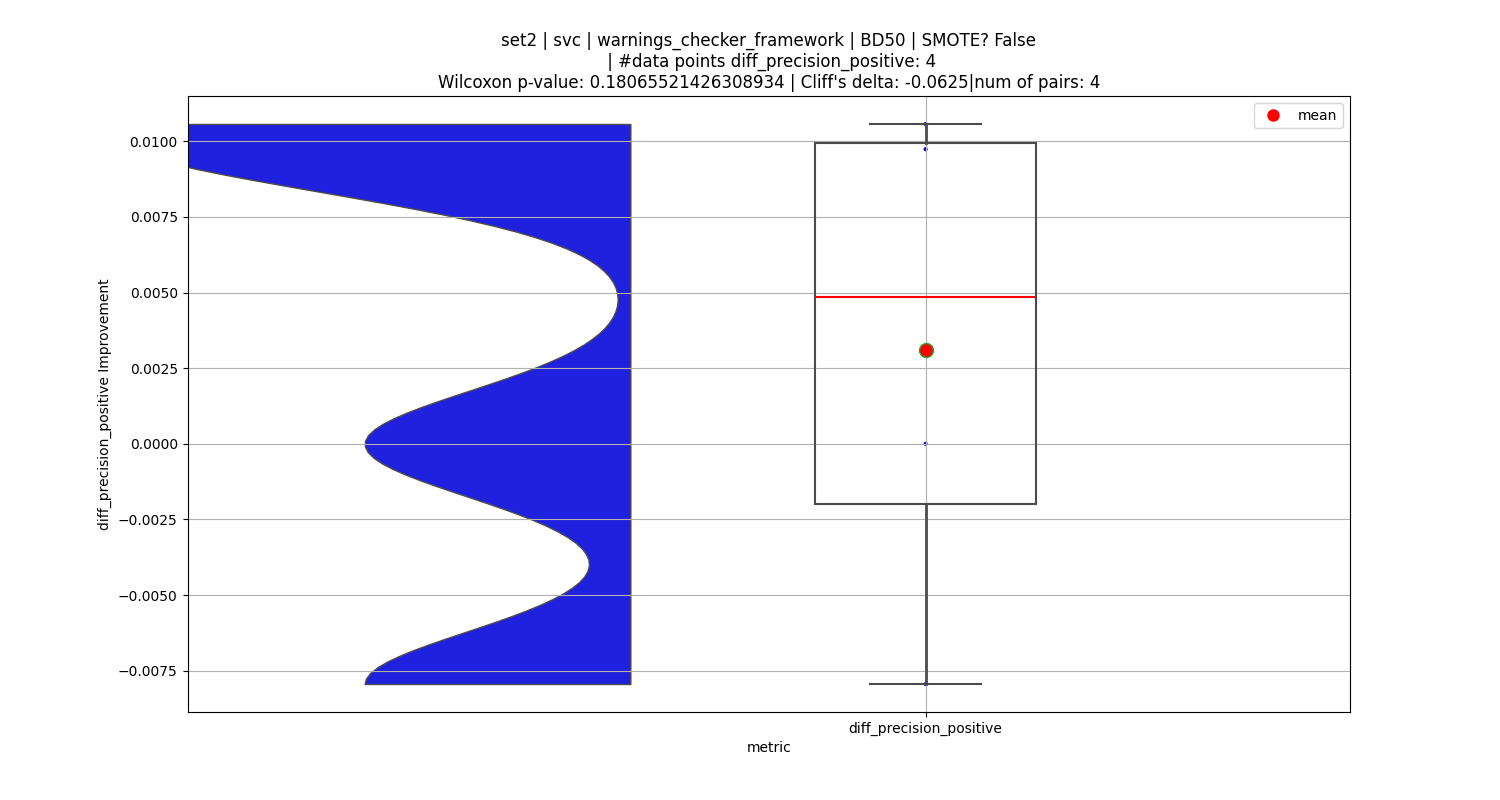 set2 | svc | warnings_checker_framework | BD50 | SMOTE? False
| #data points diff_precision_positive: 4
Wilcoxon p-value: 0.18065521426308934 | Cliff's delta: -0.0625|num of pairs: 4
mean
0.0100
0.0075
0.0050
0.0025
0.0000
−0.0025
−0.0050
−0.0075
diff_precision_positive Improvement
diff_precision_positive
metric